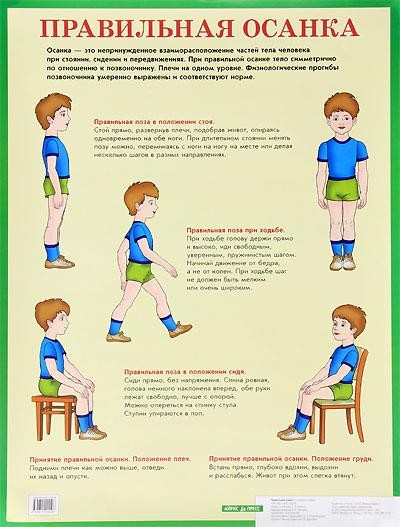 ПРАВИЛЬНАЯ ОСАНКА
Осанка — это непринужденное взаиморасположение частей тела человека
при стоянии, сидении и передвижениях. При правильной осанке тело симметрично
по отношению к позвоночнику. Плечи на одном уровне. Физиологические прогибы
позвоночника умеренно выражены и соответствуют норме.
Правильная поза в положении стоя.
Стой прямо, развернув плечи, подобрав живот, опираясь
одновременно на обе ноги. При длительном стоянии менять
позу можно, переминаясь с ноги на ногу на месте или делая
несколько шагов в разных направлениях.
Правильная поза при ходьбе.
При ходьбе голову держи прямо
и высоко, иди свободным,
уверенным, пружинистым шагом.
Начинай движение от бедра,
а не от колен. При ходьбе шаг
не должен быть мелким
или очень широким.
Правильная поза в положении сидя.
Сиди прямо, без напряжения. Спина ровная,
голова немного наклонена вперед, обе руки
лежат свободно, лучше с опорой.
Можно опереться на спинку стула.
Ступни упираются в пол.
Принятие правильной осанки. Положение плеч.
Подними плечи как можно выше, отведи
их назад и опусти.
Принятие правильной осанки. Положение груди.
Встань прямо, глубоко вдохни, выдохни
и расслабься. Живот при этом слегка втянут.
АЙРИС ПРЕСС